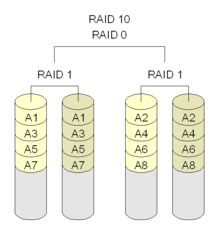 RAID 10
RAID 0
RAID 1 RAID 1
A1 A1 A2 A2
A3 A3 A4 A4
A5 A5 A6 A6
A7 A7 A8 A8